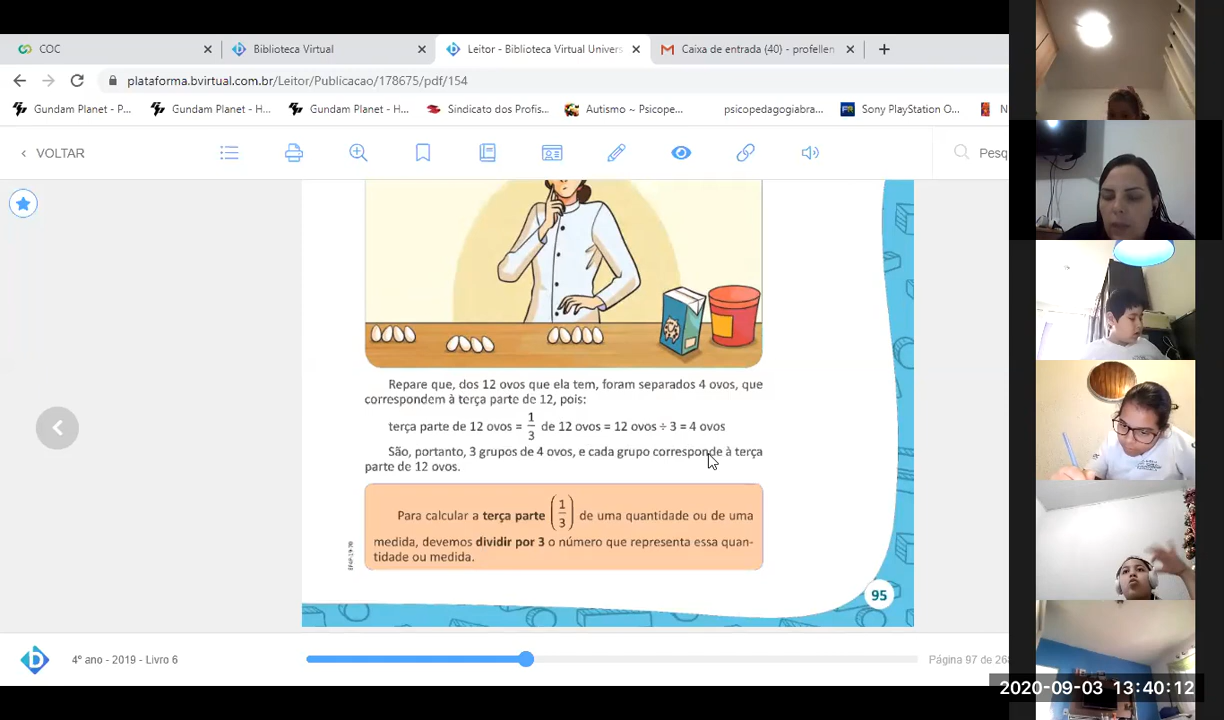 COC
Biblioteca Virtual
Leitor - Biblioteca Virtual Univers
Caixa de entrada (40) - profellen
plataforma.bvirtual.com.br/Leitor/Publicacao/178675/pdf/154
Gundam Planet - P...
Gundam Planet - H...
Gundam Planet - H...
Sindicato dos Profis...
Autismo ~ Psicope...
psicopedagogiabra...
Sony PlayStation O...
N
VOLTAR
Pesq
Repare que, dos 12 ovos que ela tem, foram separados 4 ovos, que
correspondem à terça parte de 12, pois:
terça parte de 12 ovos = 1/3 de 12 ovos = 12 ovos ÷ 3 = 4 ovos
São, portanto, 3 grupos de 4 ovos, e cada grupo corresponde à terça
parte de 12 ovos.
Para calcular a terça parte (1/3) de uma quantidade ou de uma
medida, devemos dividir por 3 o número que representa essa quan-
tidade ou medida.
95
4º ano - 2019 - Livro 6
Página 97 de 268
2020-09-03 13:40:12